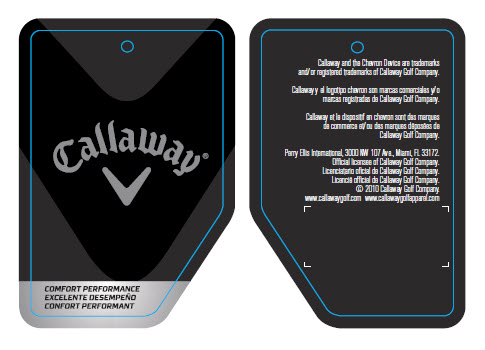 Callaway®
COMFORT PERFORMANCE
EXCELENTE DESEMPEÑO
CONFORT PERFORMANT
Callaway and the Chevron Device are trademarks
and/or registered trademarks of Callaway Golf Company.
Callaway y el logotipo chevron son marcas comerciales y/o
marcas registradas de Callaway Golf Company.
Callaway et le dispositif en chevron sont des marques
de commerce et/ou des marques déposées de
Callaway Golf Company.
Perry Ellis International, 3000 NW 107 Ave., Miami, FL 33172.
Official licensee of Callaway Golf Company.
Licenciatario oficial de Callaway Golf Company.
Licencié officiel de Callaway Golf Company.
© 2010 Callaway Golf Company.
www.callawaygolf.com www.callawaygolfapparel.com